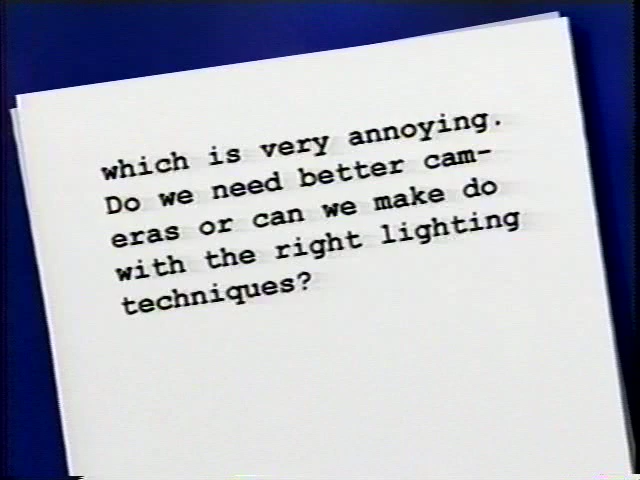 which is very annoying.
Do we need better cam-
eras or can we make do
with the right lighting
techniques?